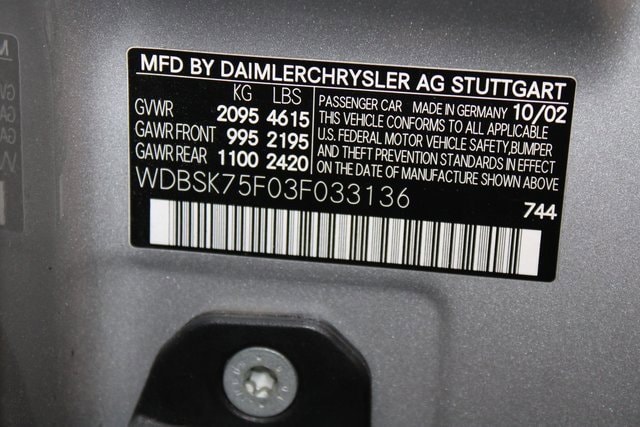 MFD BY DAIMLERCHRYSLER AG STUTTGART
KG LBS
GVWR 2095 4615
GAWR FRONT 995 2195
GAWR REAR 1100 2420
PASSENGER CAR MADE IN GERMANY 10/02
THIS VEHICLE CONFORMS TO ALL APPLICABLE
U.S. FEDERAL MOTOR VEHICLE SAFETY,BUMPER
AND THEFT PREVENTION STANDARDS IN EFFECT
ON THE DATE OF MANUFACTURE SHOWN ABOVE
WDBSK75F03F033136
744